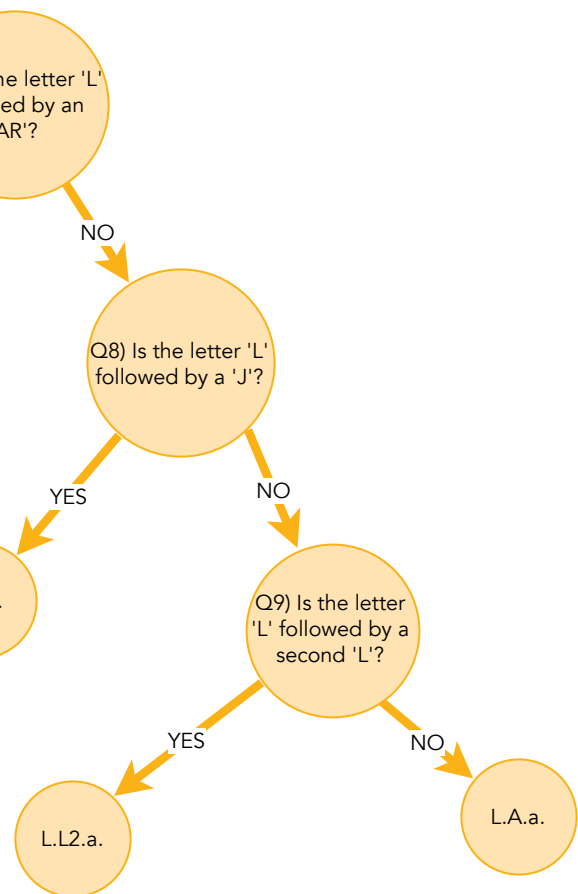 he letter 'L'
ed by an
AR'?
NO
Q8) Is the letter 'L'
followed by a 'J'?
YES
NO
.
Q9) Is the letter
'L' followed by a
second 'L'?
YES
NO
L.L2.a.
L.A.a.